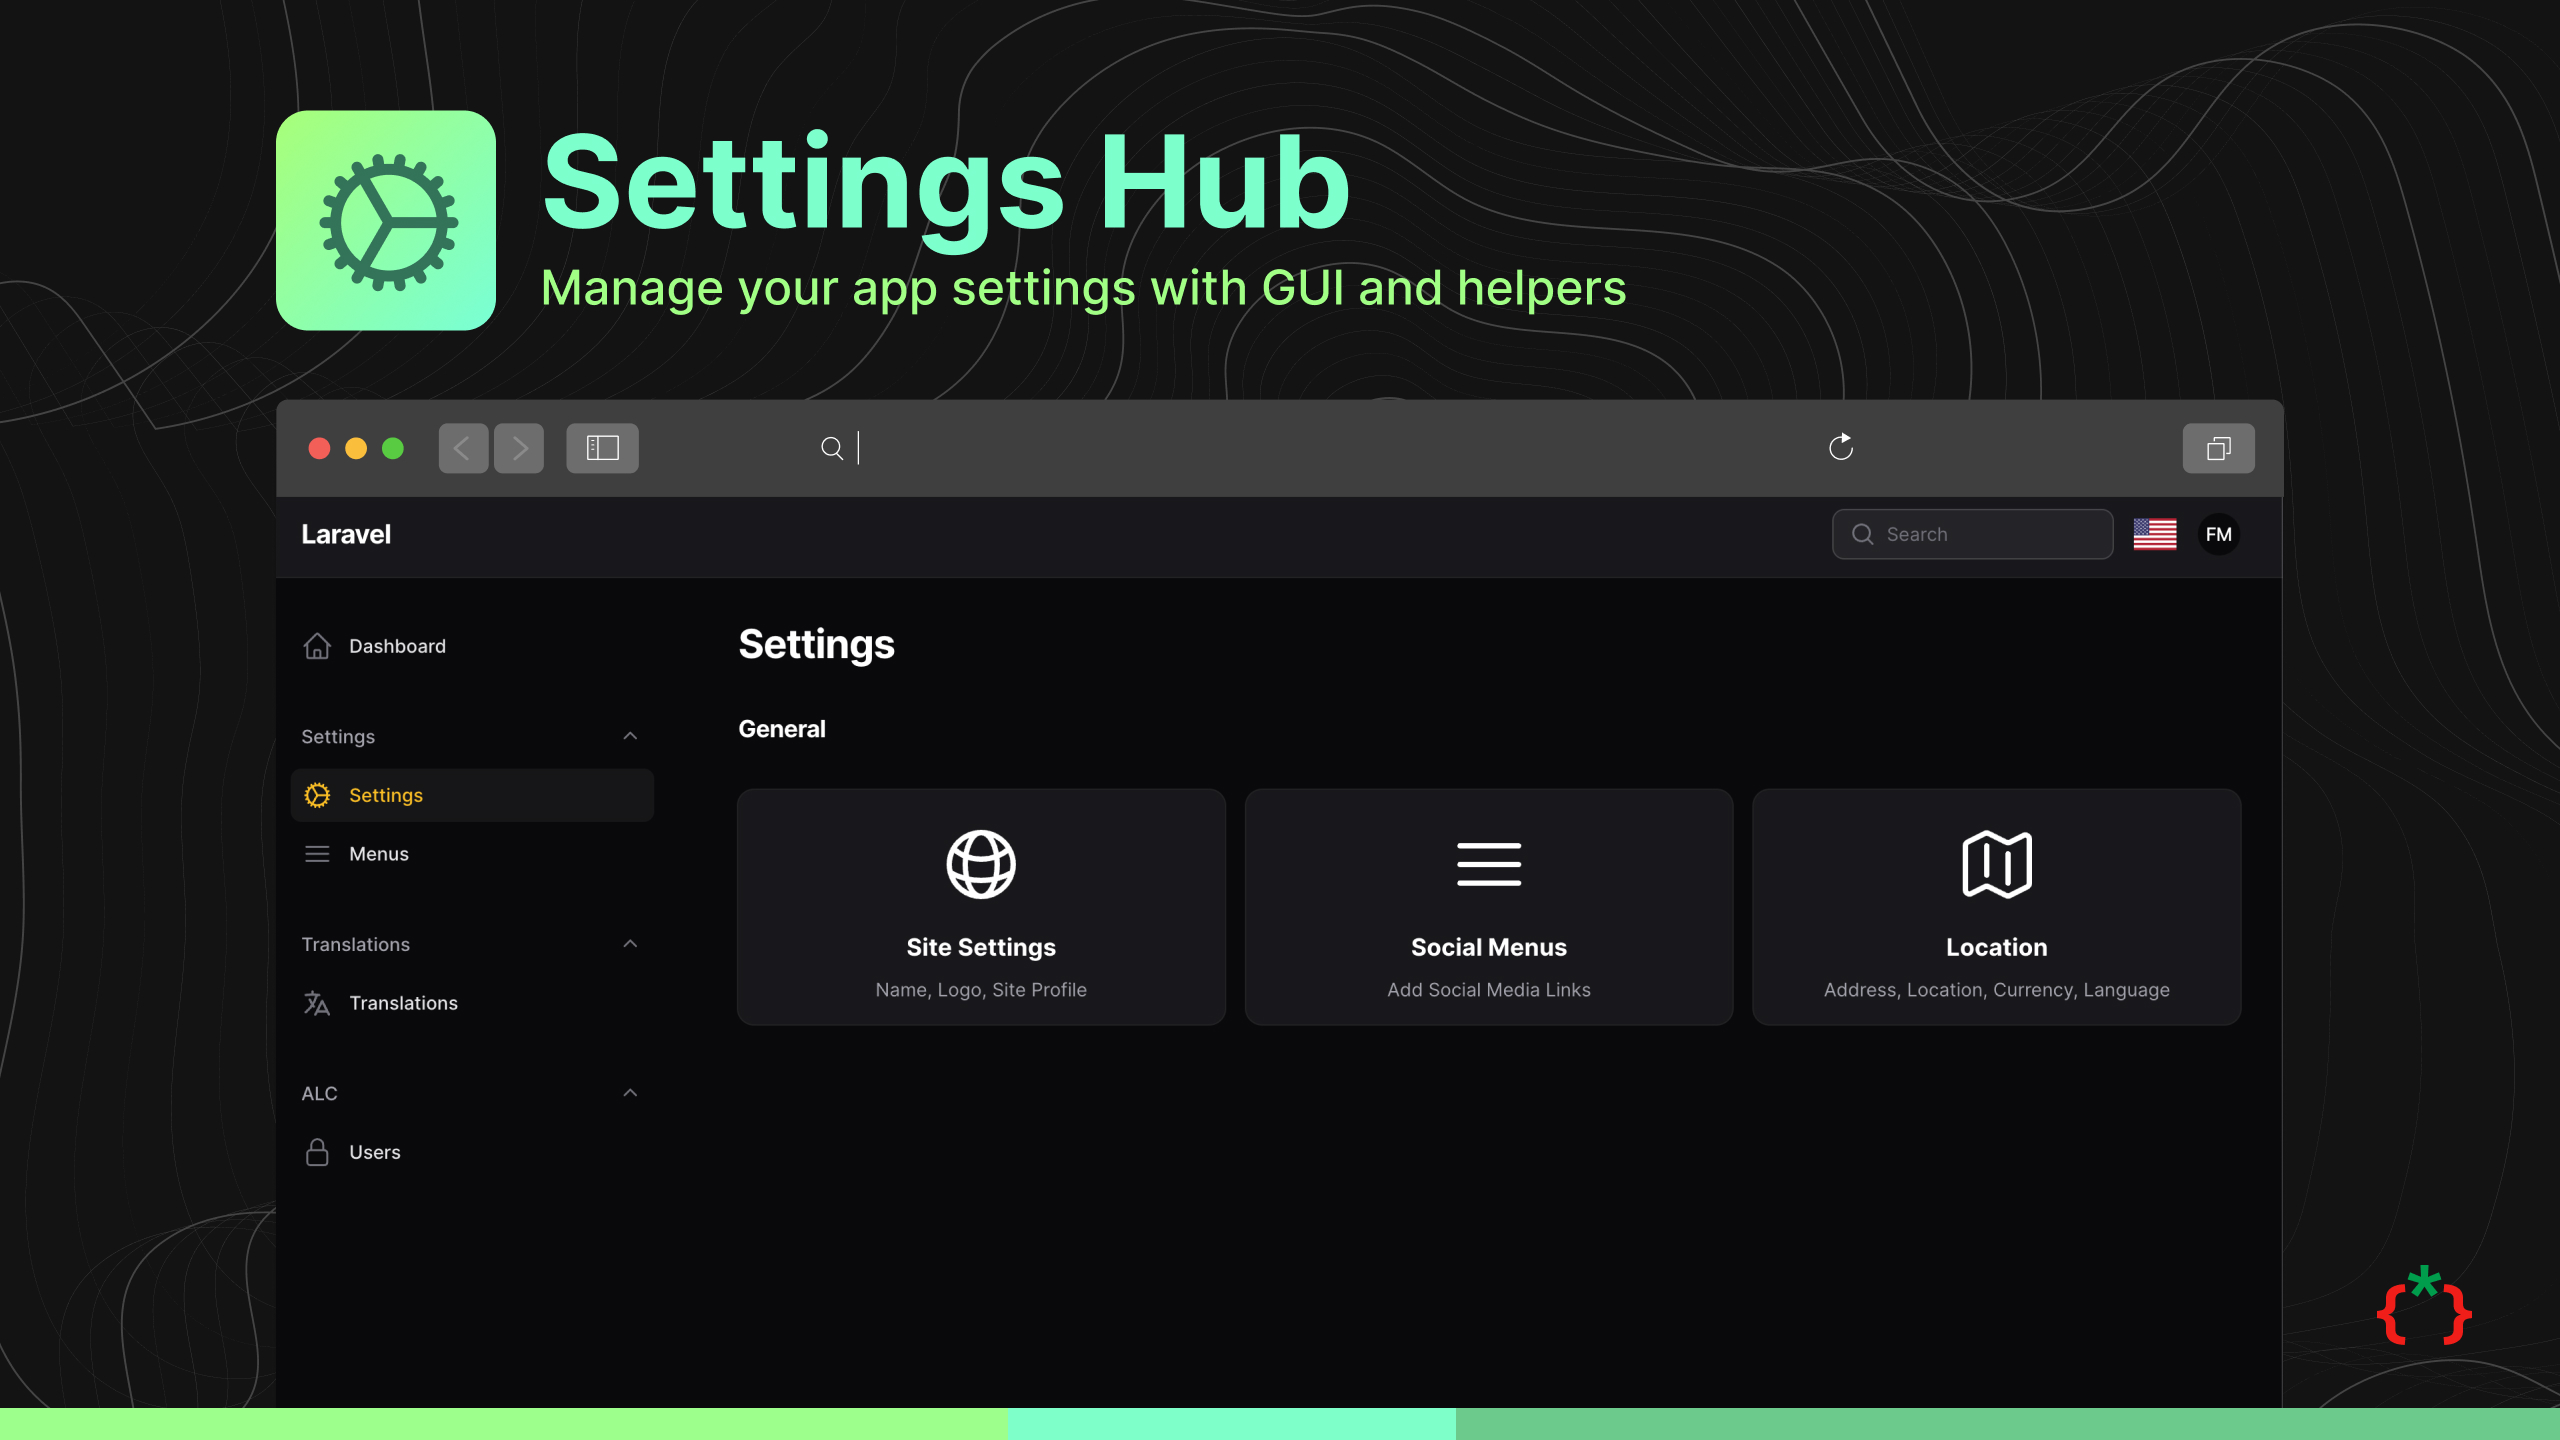 Settings Hub
Manage your app settings with GUI and helpers
Laravel
Search
FM
Dashboard
Settings
Settings
Menus
Translations
Translations
ALC
Users
Settings
General
Site Settings
Name, Logo, Site Profile
Social Menus
Add Social Media Links
Location
Address, Location, Currency, Language
{*}